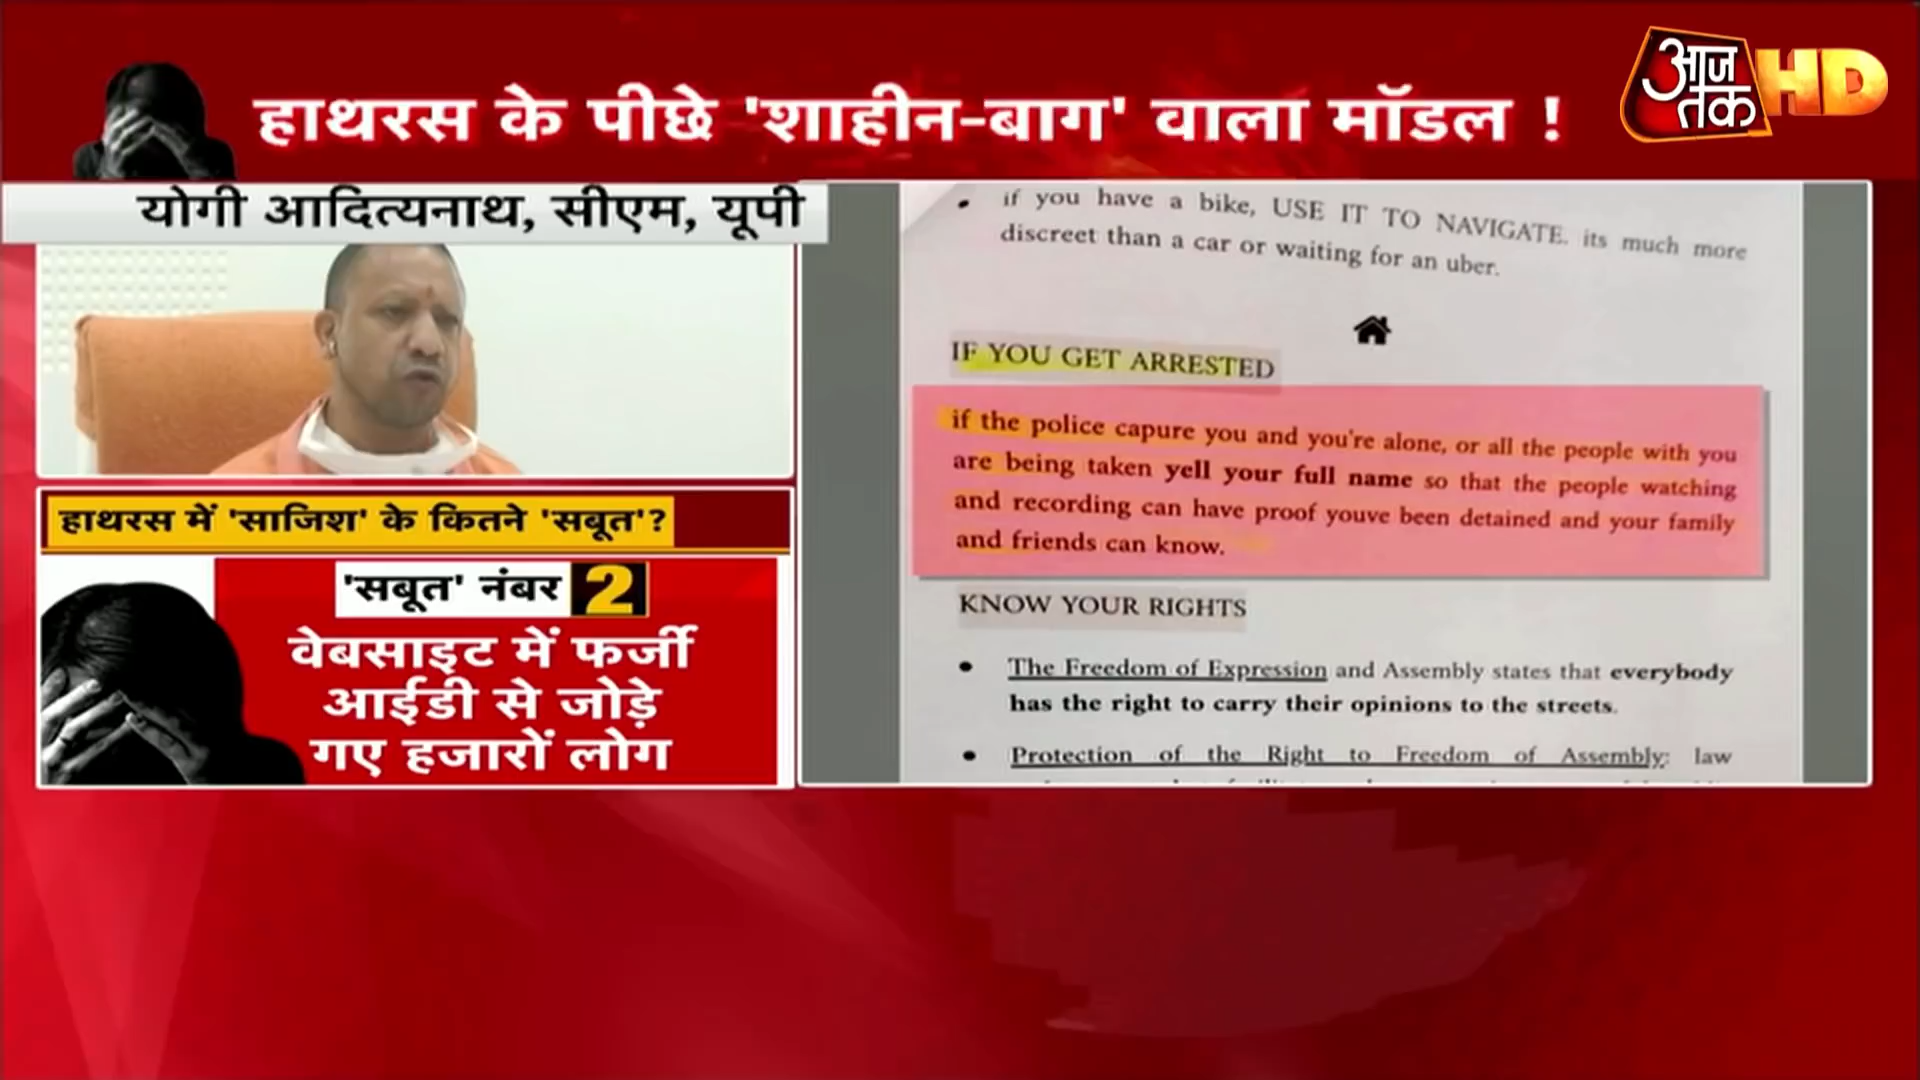 हाथरस के पीछे 'शाहीन-बाग' वाला मॉडल !
आज
तक
HD
योगी आदित्यनाथ, सीएम, यूपी
हाथरस में 'साजिश' के कितने 'सबूत'?
'सबूत' नंबर 2
वेबसाइट में फर्जी
आईडी से जोड़े
गए हजारों लोग
• if you have a bike, USE IT TO NAVIGATE. its much more
discreet than a car or waiting for an uber.
IF YOU GET ARRESTED
if the police capure you and you're alone, or all the people with you
are being taken yell your full name so that the people watching
and recording can have proof youve been detained and your family
and friends can know.
KNOW YOUR RIGHTS
• The Freedom of Expression and Assembly states that everybody
has the right to carry their opinions to the streets.
• Protection of the Right to Freedom of Assembly: law